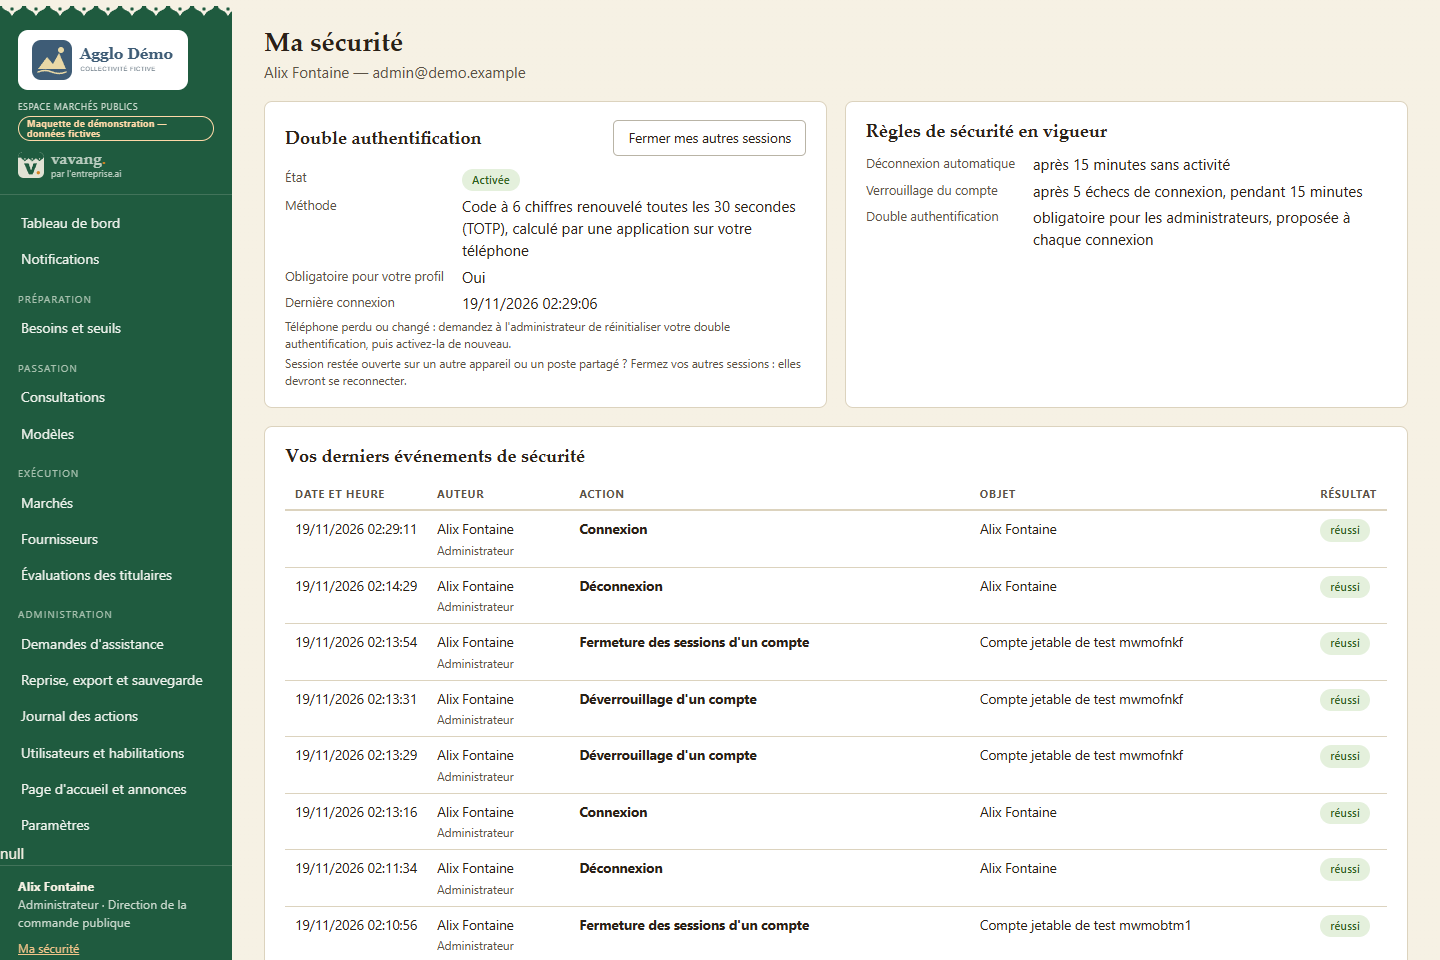 Agglo Démo
COLLECTIVITÉ FICTIVE
ESPACE MARCHÉS PUBLICS
Maquette de démonstration —
données fictives
vavang.
par l'entreprise.ai
Tableau de bord
Notifications
PRÉPARATION
Besoins et seuils
PASSATION
Consultations
Modèles
EXÉCUTION
Marchés
Fournisseurs
Évaluations des titulaires
ADMINISTRATION
Demandes d'assistance
Reprise, export et sauvegarde
Journal des actions
Utilisateurs et habilitations
Page d'accueil et annonces
Paramètres
null
Alix Fontaine
Administrateur · Direction de la
commande publique
Ma sécurité
Ma sécurité
Alix Fontaine — admin@demo.example
Double authentification
Fermer mes autres sessions
État Activée
Méthode Code à 6 chiffres renouvelé toutes les 30 secondes
(TOTP), calculé par une application sur votre
téléphone
Obligatoire pour votre profil Oui
Dernière connexion 19/11/2026 02:29:06
Téléphone perdu ou changé : demandez à l'administrateur de réinitialiser votre double
authentification, puis activez-la de nouveau.
Session restée ouverte sur un autre appareil ou un poste partagé ? Fermez vos autres sessions : elles
devront se reconnecter.
Règles de sécurité en vigueur
Déconnexion automatique après 15 minutes sans activité
Verrouillage du compte après 5 échecs de connexion, pendant 15 minutes
Double authentification obligatoire pour les administrateurs, proposée à
chaque connexion
Vos derniers événements de sécurité
DATE ET HEURE AUTEUR ACTION OBJET RÉSULTAT
19/11/2026 02:29:11 Alix Fontaine Connexion Alix Fontaine réussi
Administrateur
19/11/2026 02:14:29 Alix Fontaine Déconnexion Alix Fontaine réussi
Administrateur
19/11/2026 02:13:54 Alix Fontaine Fermeture des sessions d'un compte Compte jetable de test mwmofnkf réussi
Administrateur
19/11/2026 02:13:31 Alix Fontaine Déverrouillage d'un compte Compte jetable de test mwmofnkf réussi
Administrateur
19/11/2026 02:13:29 Alix Fontaine Déverrouillage d'un compte Compte jetable de test mwmofnkf réussi
Administrateur
19/11/2026 02:13:16 Alix Fontaine Connexion Alix Fontaine réussi
Administrateur
19/11/2026 02:11:34 Alix Fontaine Déconnexion Alix Fontaine réussi
Administrateur
19/11/2026 02:10:56 Alix Fontaine Fermeture des sessions d'un compte Compte jetable de test mwmobtm1 réussi
Administrateur